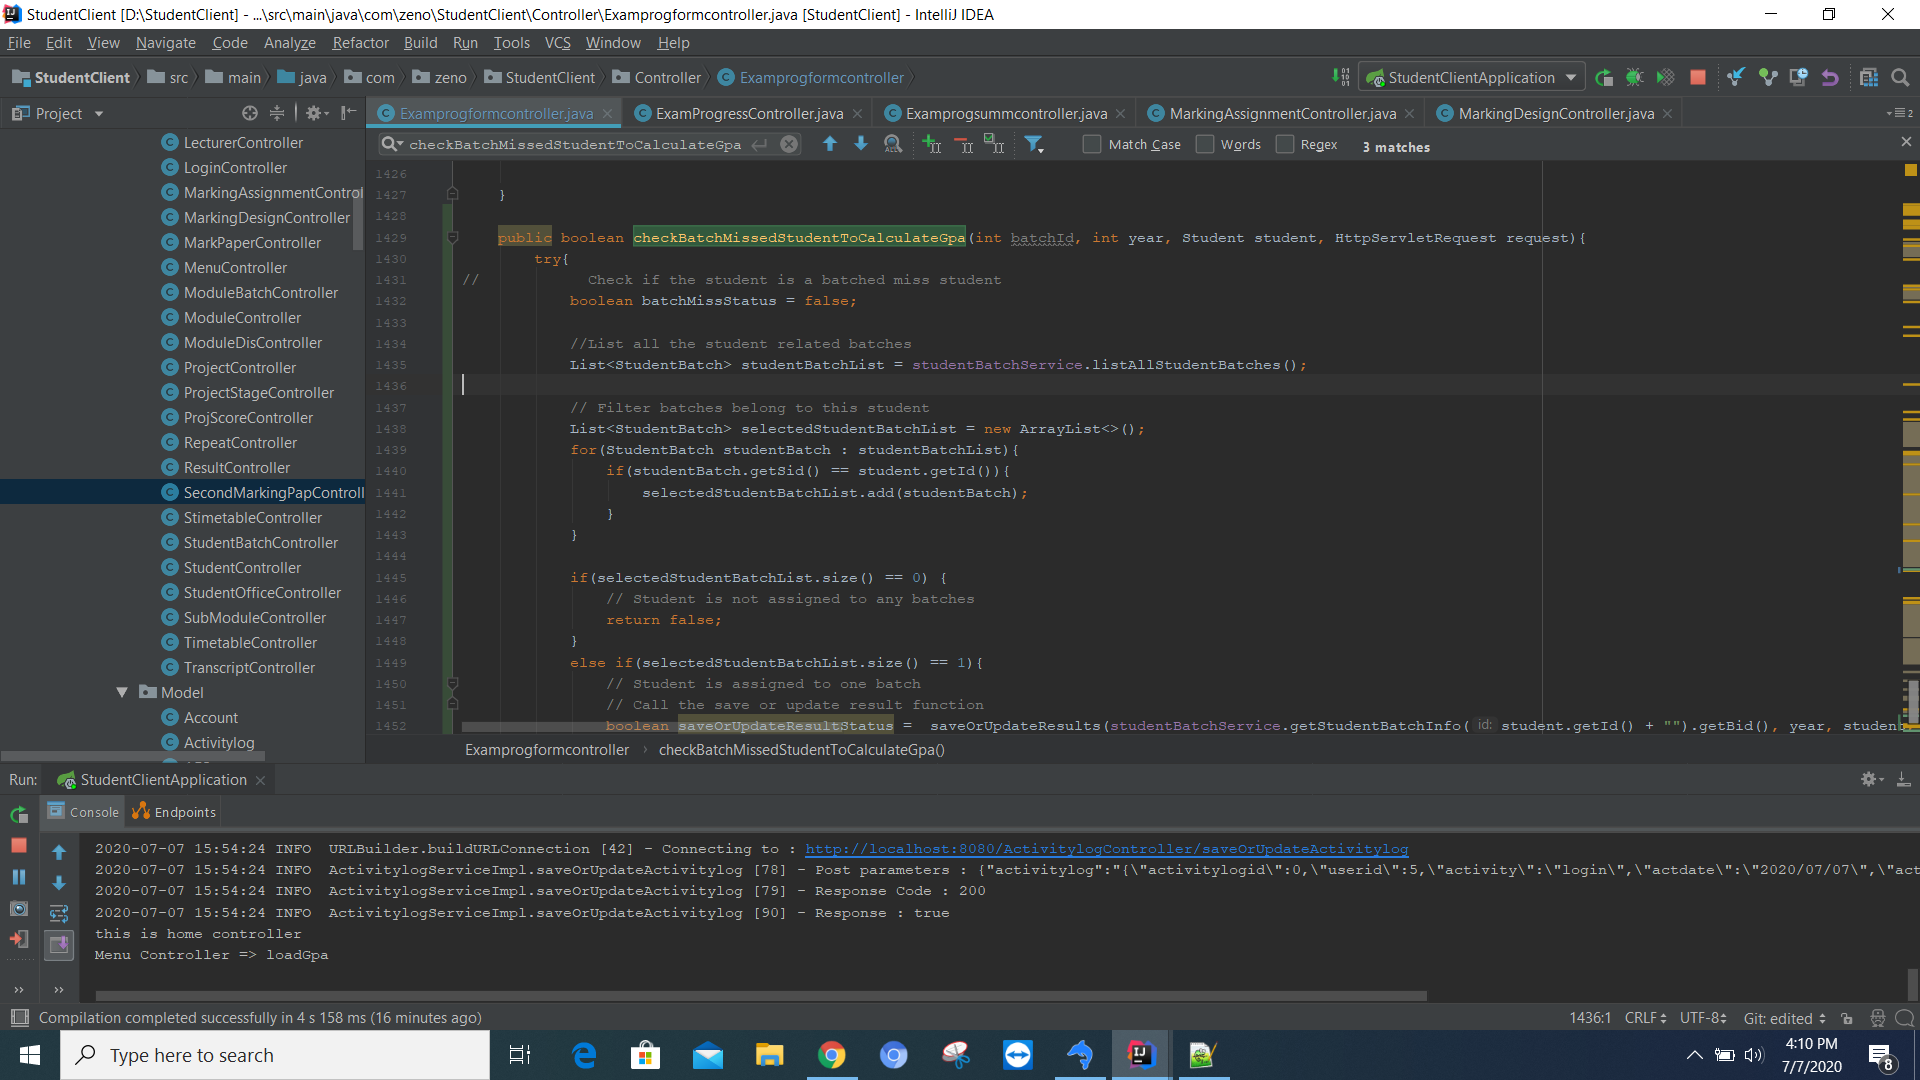 StudentClient [D:\StudentClient] - ...\src\main\java\com\zeno\StudentClient\Controller\Examprogformcontroller.java [StudentClient] - IntelliJ IDEA
File Edit View Navigate Code Analyze Refactor Build Run Tools VCS Window Help
StudentClient src main java com zeno StudentClient Controller Examprogformcontroller StudentClientApplication
Project
Examprogformcontroller.java ExamProgressController.java Examprogsummcontroller.java MarkingAssignmentController.java MarkingDesignController.java
checkBatchMissedStudentToCalculateGpa Match Case Words Regex 3 matches
LecturerController
LoginController
MarkingAssignmentControl
MarkingDesignController
MarkPaperController
MenuController
ModuleBatchController
ModuleController
ModuleDisController
ProjectController
ProjectStageController
ProjScoreController
RepeatController
ResultController
SecondMarkingPapControll
StimetableController
StudentBatchController
StudentController
StudentOfficeController
SubModuleController
TimetableController
TranscriptController
Model
Account
Activitylog
1426
1427 }
1428
1429 public boolean checkBatchMissedStudentToCalculateGpa(int batchId, int year, Student student, HttpServletRequest request){
1430 try{
1431 // Check if the student is a batched miss student
1432 boolean batchMissStatus = false;
1433
1434 //List all the student related batches
1435 List<StudentBatch> studentBatchList = studentBatchService.listAllStudentBatches();
1436
1437 // Filter batches belong to this student
1438 List<StudentBatch> selectedStudentBatchList = new ArrayList<>();
1439 for(StudentBatch studentBatch : studentBatchList){
1440 if(studentBatch.getSid() == student.getId()){
1441 selectedStudentBatchList.add(studentBatch);
1442 }
1443 }
1444
1445 if(selectedStudentBatchList.size() == 0) {
1446 // Student is not assigned to any batches
1447 return false;
1448 }
1449 else if(selectedStudentBatchList.size() == 1){
1450 // Student is assigned to one batch
1451 // Call the save or update result function
1452 boolean saveOrUpdateResultStatus = saveOrUpdateResults(studentBatchService.getStudentBatchInfo( id: student.getId() + "").getBid(), year, studen
Examprogformcontroller checkBatchMissedStudentToCalculateGpa()
Run: StudentClientApplication
Console Endpoints
2020-07-07 15:54:24 INFO URLBuilder.buildURLConnection [42] - Connecting to : http://localhost:8080/ActivitylogController/saveOrUpdateActivitylog
2020-07-07 15:54:24 INFO ActivitylogServiceImpl.saveOrUpdateActivitylog [78] - Post parameters : {"activitylog":"{\"activitylogid\":0,\"userid\":5,\"activity\":\"login\",\"actdate\":\"2020/07/07\",\"act
2020-07-07 15:54:24 INFO ActivitylogServiceImpl.saveOrUpdateActivitylog [79] - Response Code : 200
2020-07-07 15:54:24 INFO ActivitylogServiceImpl.saveOrUpdateActivitylog [90] - Response : true
this is home controller
Menu Controller => loadGpa
Compilation completed successfully in 4 s 158 ms (16 minutes ago) 1436:1 CRLF UTF-8 Git: edited
Type here to search
4:10 PM
7/7/2020
8